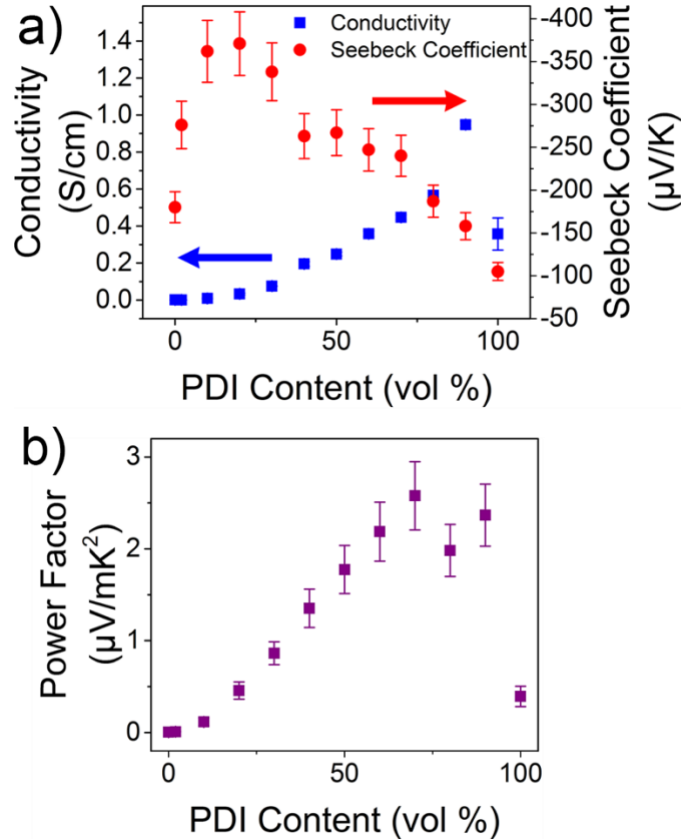 a)
Conductivity
Seebeck Coefficient
Conductivity
(S/cm)
1.4
1.2
1.0
0.8
0.6
0.4
0.2
0.0
-400
-350
-300
-250
-200
-150
-100
-50
Seebeck Coefficient
(µV/K)
0
50
100
PDI Content (vol %)
b)
Power Factor
(µV/mK²)
3
2
1
0
0
50
100
PDI Content (vol %)